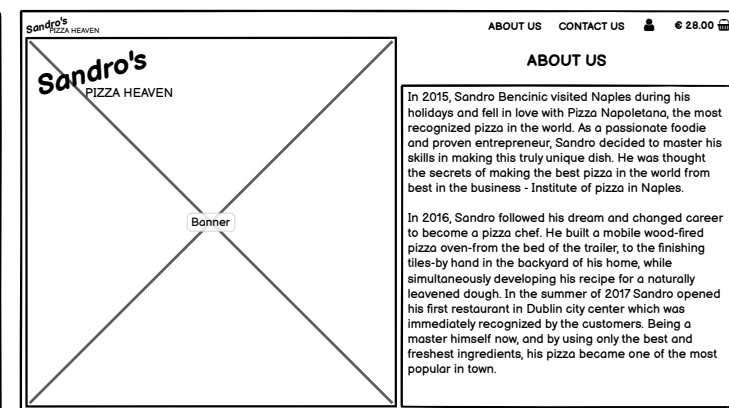 Sandro's
PIZZA HEAVEN
ABOUT US CONTACT US € 28.00
Sandro's
PIZZA HEAVEN
Banner
ABOUT US
In 2015, Sandro Bencinic visited Naples during his
holidays and fell in love with Pizza Napoletana, the most
recognized pizza in the world. As a passionate foodie
and proven entrepreneur, Sandro decided to master his
skills in making this truly unique dish. He was thought
the secrets of making the best pizza in the world from
best in the business - Institute of pizza in Naples.
In 2016, Sandro followed his dream and changed career
to become a pizza chef. He built a mobile wood-fired
pizza oven-from the bed of the trailer, to the finishing
tiles-by hand in the backyard of his home, while
simultaneously developing his recipe for a naturally
leavened dough. In the summer of 2017 Sandro opened
his first restaurant in Dublin city center which was
immediately recognized by the customers. Being a
master himself now, and by using only the best and
freshest ingredients, his pizza became one of the most
popular in town.